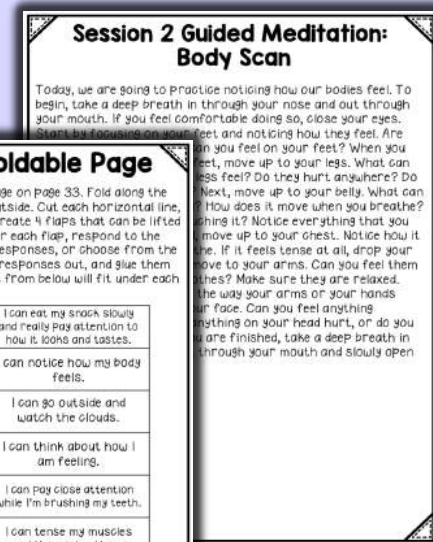 Session 2 Guided Meditation:
Body Scan
Today, we are going to practice noticing how our bodies feel. To
begin, take a deep breath in through your nose and out through
your mouth. If you feel comfortable doing so, close your eyes.
Start by focusing on your feet and noticing how they feel. Are
an you feel on your feet? When you
eet, move up to your legs. What can
legs feel? Do they hurt anywhere? Do
? Next, move up to your belly. What can
? How does it move when you breathe?
ching it? Notice everything that you
, move up to your chest. Notice how it
the. If it feels tense at all, drop your
move to your arms. Can you feel them
thes? Make sure they are relaxed.
the way your arms or your hands
ur face. Can you feel anything
nything on your head hurt, or do you
u are finished, take a deep breath in
through your mouth and slowly open
oldable Page
ge on page 33. Fold along the
utside. Cut each horizontal line,
reate 4 flaps that can be lifted
r each flap, respond to the
esponses, or choose from the
responses out, and glue them
from below will fit under each
I can eat my snack slowly
and really pay attention to
how it looks and tastes.
can notice how my body
feels.
I can go outside and
watch the clouds.
I can think about how I
am feeling.
I can pay close attention
while I'm brushing my teeth.
I can tense my muscles